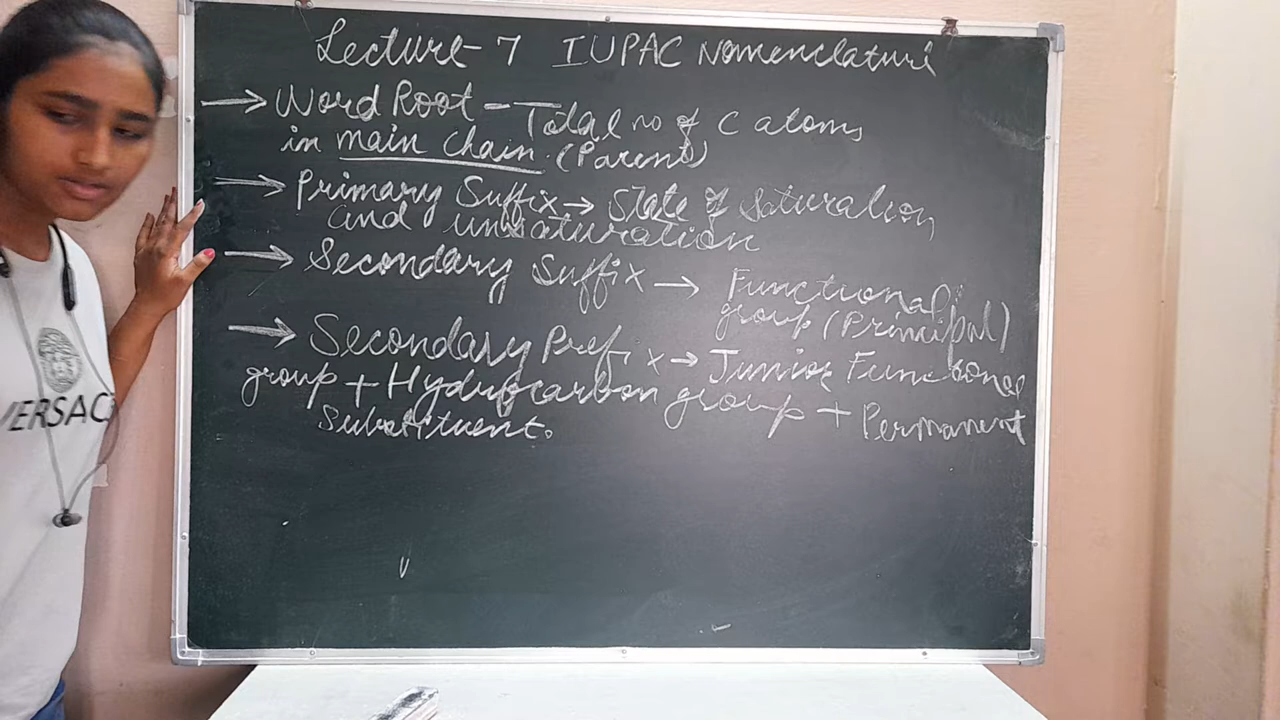 Lecture-7 IUPAC Nomenclature
→ Word Root - Total no of C atoms
in main chain. (Parent)
→ Primary Suffix → State of Saturation
and unsaturation
→ Secondary Suffix → Functional
group (Principal)
→ Secondary Prefix → Junior Functional
group + Hydrocarbon group + Permanent
Substituent.
VERSAC